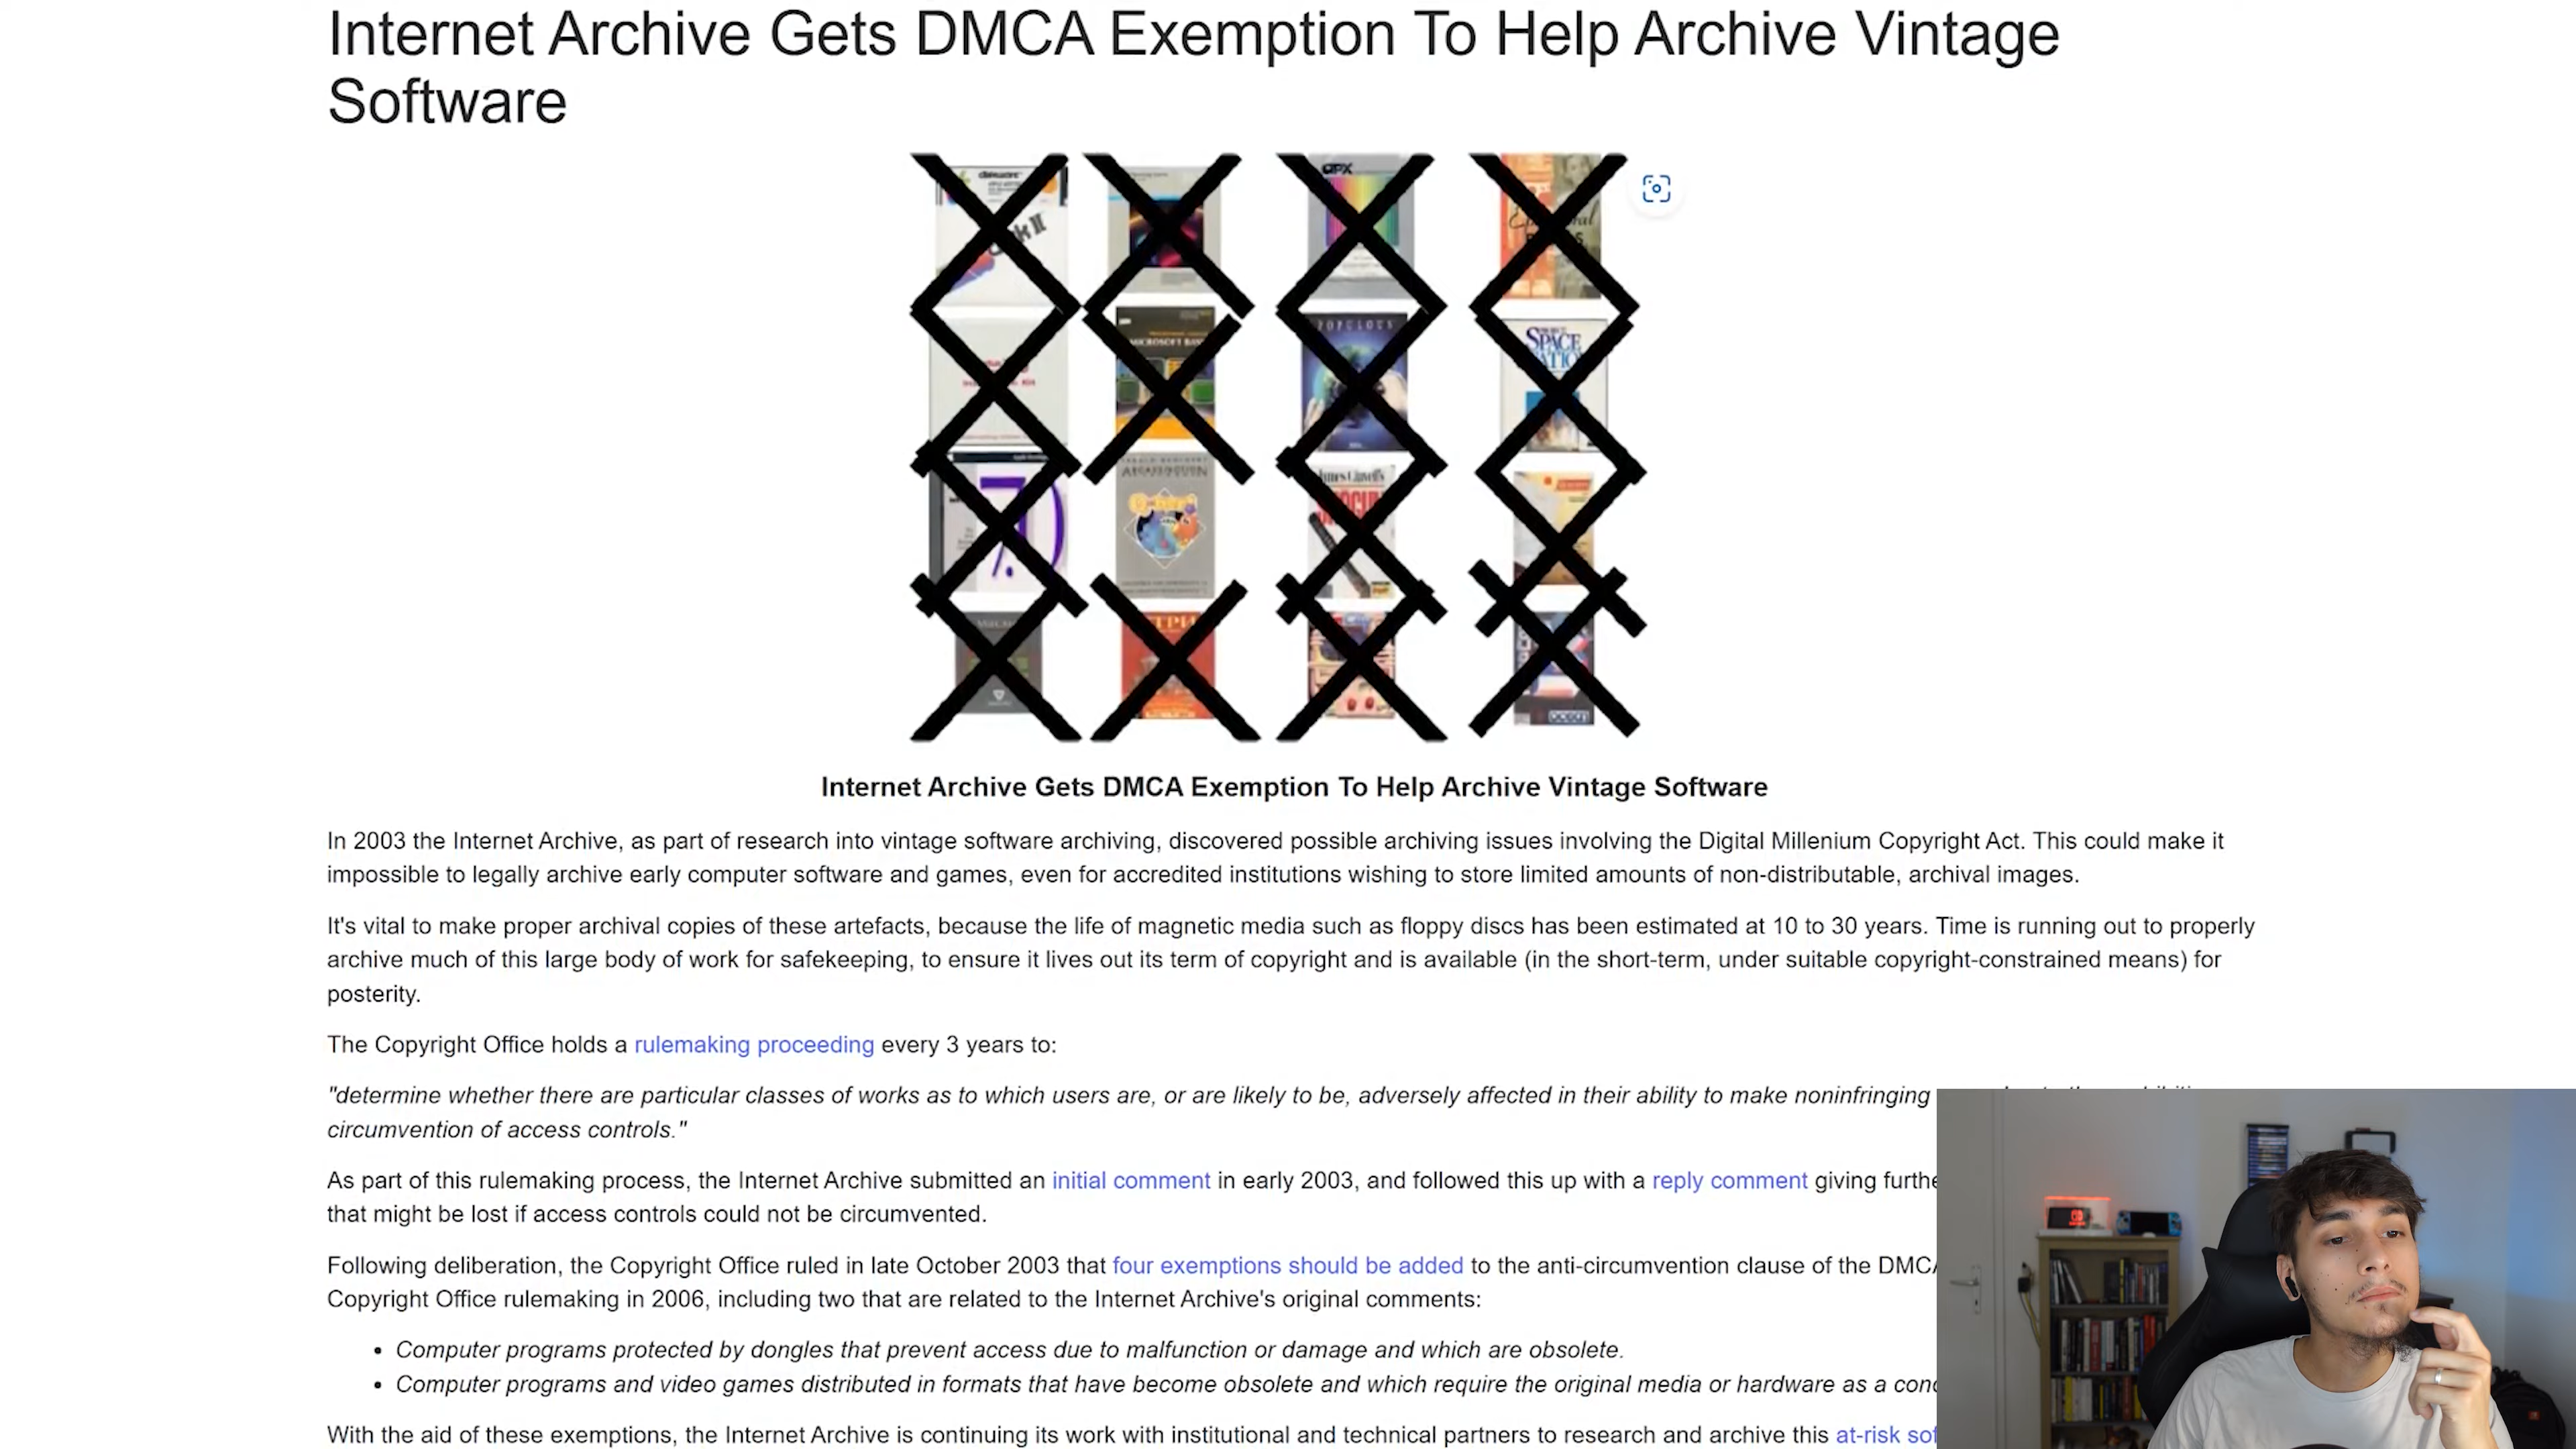 Internet Archive Gets DMCA Exemption To Help Archive Vintage
Software
POPULOUS
SPACE
Internet Archive Gets DMCA Exemption To Help Archive Vintage Software
In 2003 the Internet Archive, as part of research into vintage software archiving, discovered possible archiving issues involving the Digital Millenium Copyright Act. This could make it
impossible to legally archive early computer software and games, even for accredited institutions wishing to store limited amounts of non-distributable, archival images.
It's vital to make proper archival copies of these artefacts, because the life of magnetic media such as floppy discs has been estimated at 10 to 30 years. Time is running out to properly
archive much of this large body of work for safekeeping, to ensure it lives out its term of copyright and is available (in the short-term, under suitable copyright-constrained means) for
posterity.
The Copyright Office holds a rulemaking proceeding every 3 years to:
"determine whether there are particular classes of works as to which users are, or are likely to be, adversely affected in their ability to make noninfringing
circumvention of access controls."
As part of this rulemaking process, the Internet Archive submitted an initial comment in early 2003, and followed this up with a reply comment giving
that might be lost if access controls could not be circumvented.
Following deliberation, the Copyright Office ruled in late October 2003 that four exemptions should be added to the anti-circumvention clause of the DMCA
Copyright Office rulemaking in 2006, including two that are related to the Internet Archive's original comments:
• Computer programs protected by dongles that prevent access due to malfunction or damage and which are obsolete.
• Computer programs and video games distributed in formats that have become obsolete and which require the original media or hardware as a
With the aid of these exemptions, the Internet Archive is continuing its work with institutional and technical partners to research and archive this at-risk